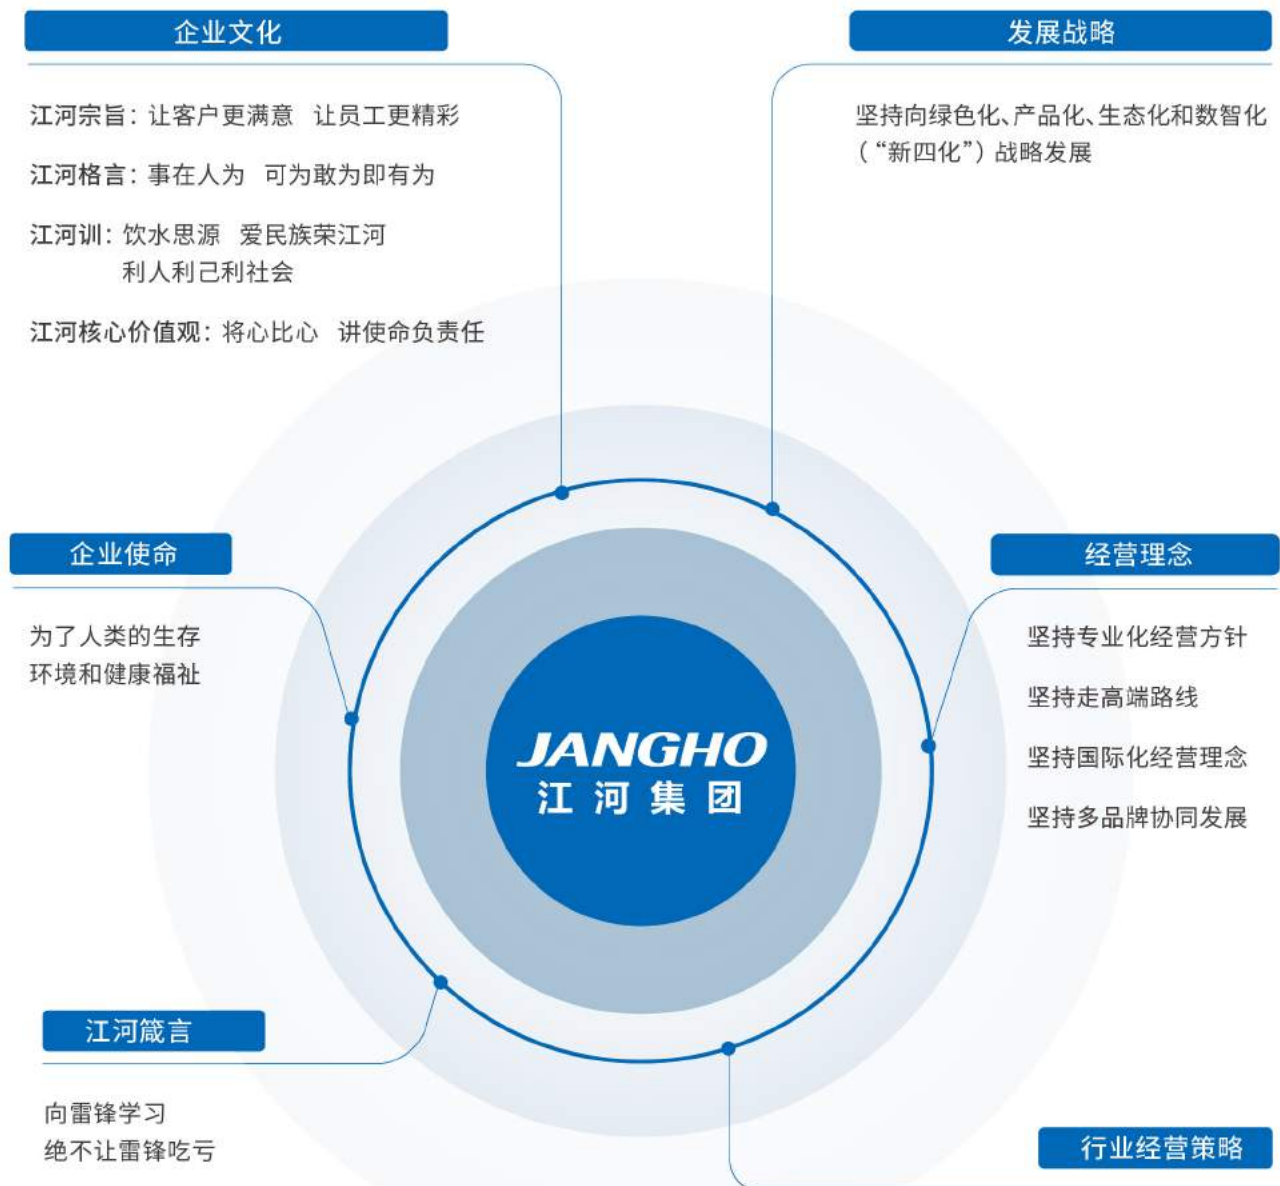 企业文化
江河宗旨：让客户更满意 让员工更精彩
江河格言：事在人为 可为敢为即有为
江河训：饮水思源 爱民族荣江河
利人利己利社会
江河核心价值观：将心比心 讲使命负责任
发展战略
坚持向绿色化、产品化、生态化和数智化
（“新四化”）战略发展
企业使命
为了人类的生存
环境和健康福祉
经营理念
坚持专业化经营方针
坚持走高端路线
坚持国际化经营理念
坚持多品牌协同发展
JANGHO
江河集团
江河箴言
向雷锋学习
绝不让雷锋吃亏
行业经营策略